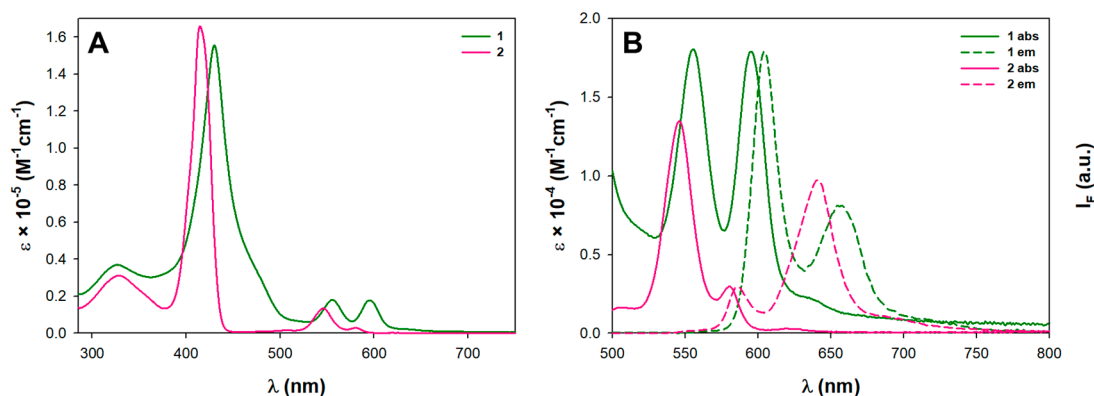 A
1
2
ε × 10⁻⁵ (M⁻¹cm⁻¹)
1.6
1.4
1.2
1.0
0.8
0.6
0.4
0.2
0.0
300
400
500
600
700
λ (nm)
B
1 abs
1 em
2 abs
2 em
ε × 10⁻⁴ (M⁻¹cm⁻¹)
2.0
1.5
1.0
0.5
0.0
500
550
600
650
700
750
800
λ (nm)
I_F (a.u.)